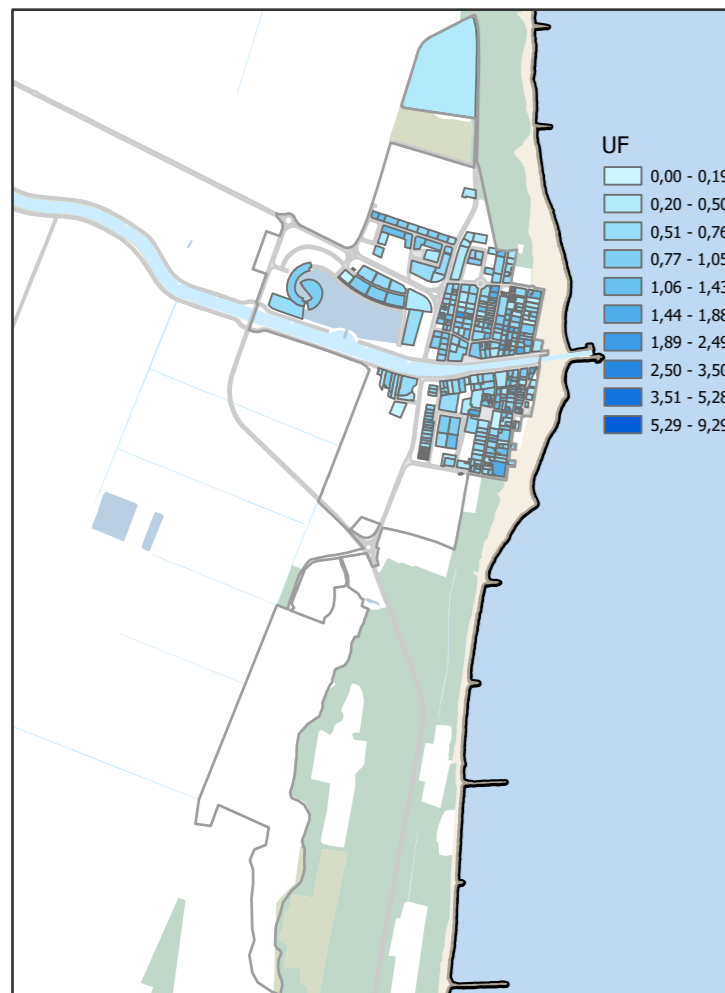 UF
0,00 - 0,19
0,20 - 0,50
0,51 - 0,76
0,77 - 1,05
1,06 - 1,43
1,44 - 1,88
1,89 - 2,49
2,50 - 3,50
3,51 - 5,28
5,29 - 9,29